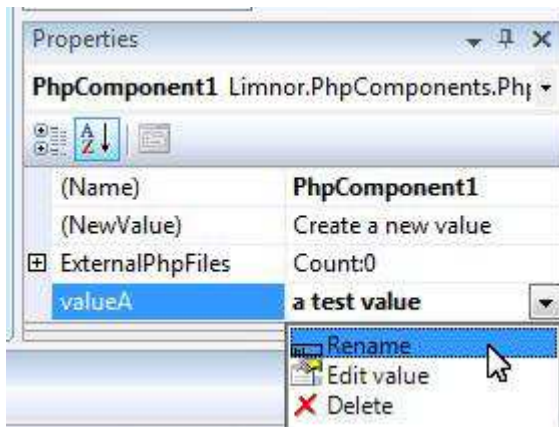 Properties
PhpComponent1 Limnor.PhpComponents.Php
(Name) PhpComponent1
(NewValue) Create a new value
ExternalPhpFiles Count:0
valueA a test value
Rename
Edit value
Delete